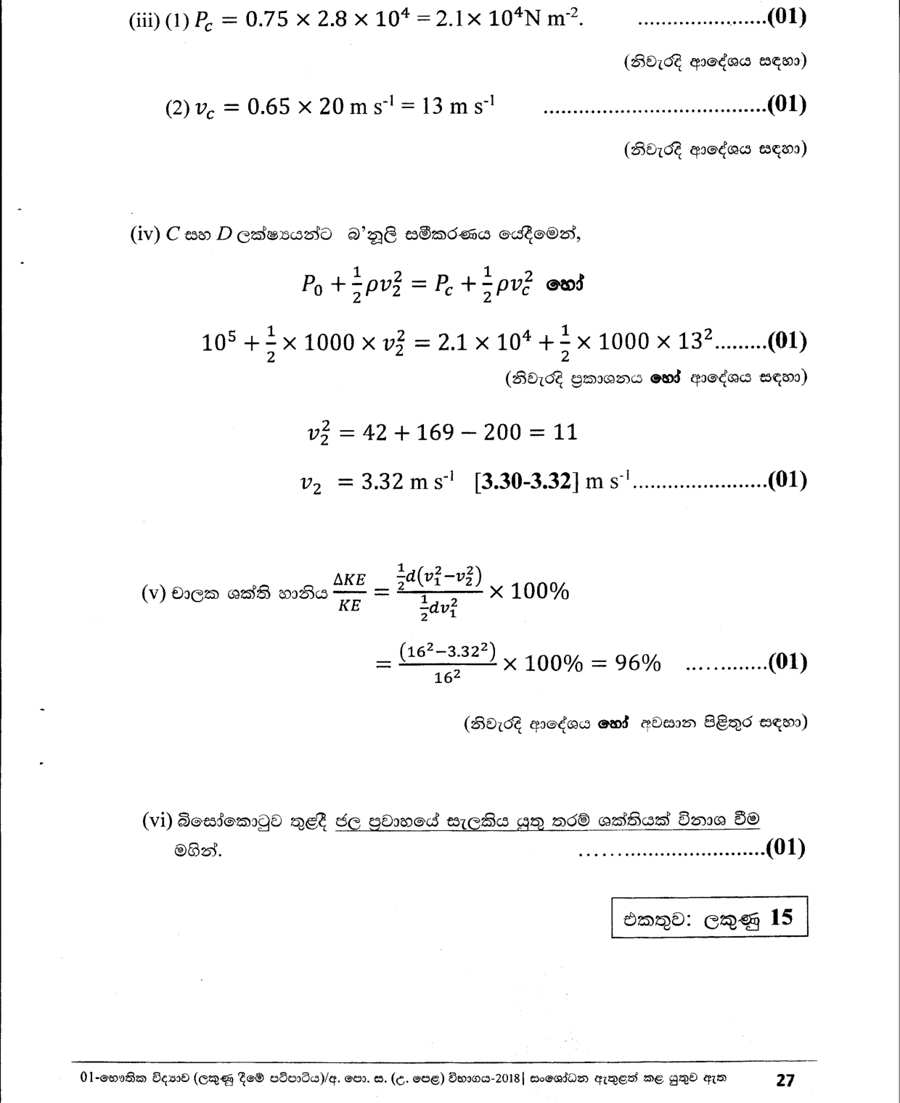 (iii) (1) P_c = 0.75 × 2.8 × 10⁴ = 2.1 × 10⁴ N m⁻². ......................(01)
(නිවැරදි ආදේශය සඳහා)
(2) v_c = 0.65 × 20 m s⁻¹ = 13 m s⁻¹ ......................................(01)
(නිවැරදි ආදේශය සඳහා)
(iv) C සහ D ලක්ෂ්‍යයන්ට බ'නූලි සමීකරණය යේදීමෙන්,
P₀ + ½ρv₂² = P_c + ½ρv_c² හෝ
10⁵ + ½ × 1000 × v₂² = 2.1 × 10⁴ + ½ × 1000 × 13².........(01)
(නිවැරදි ප්‍රකාශනය හෝ ආදේශය සඳහා)
v₂² = 42 + 169 − 200 = 11
v₂ = 3.32 m s⁻¹ [3.30-3.32] m s⁻¹.......................(01)
(v) චාලක ශක්ති හානිය ΔKE/KE = ½d(v₁²−v₂²) / ½dv₁² × 100%
= (16²−3.32²)/16² × 100% = 96% .............(01)
(නිවැරදි ආදේශය හෝ අවසාන පිළිතුර සඳහා)
(vi) බිසෝකොටුව තුළදී ජල ප්‍රවාහයේ සැලකිය යුතු තරම් ශක්තියක් විනාශ වීම
මගින්. ................................(01)
එකතුව: ලකුණු 15
01-භෞතික විද්‍යාව (ලකුණු දීමේ පටිපාටිය)/අ. පො. ස. (උ. පෙළ) විභාගය-2018| සංශෝධන ඇතුළත් කළ යුතුව ඇත 27